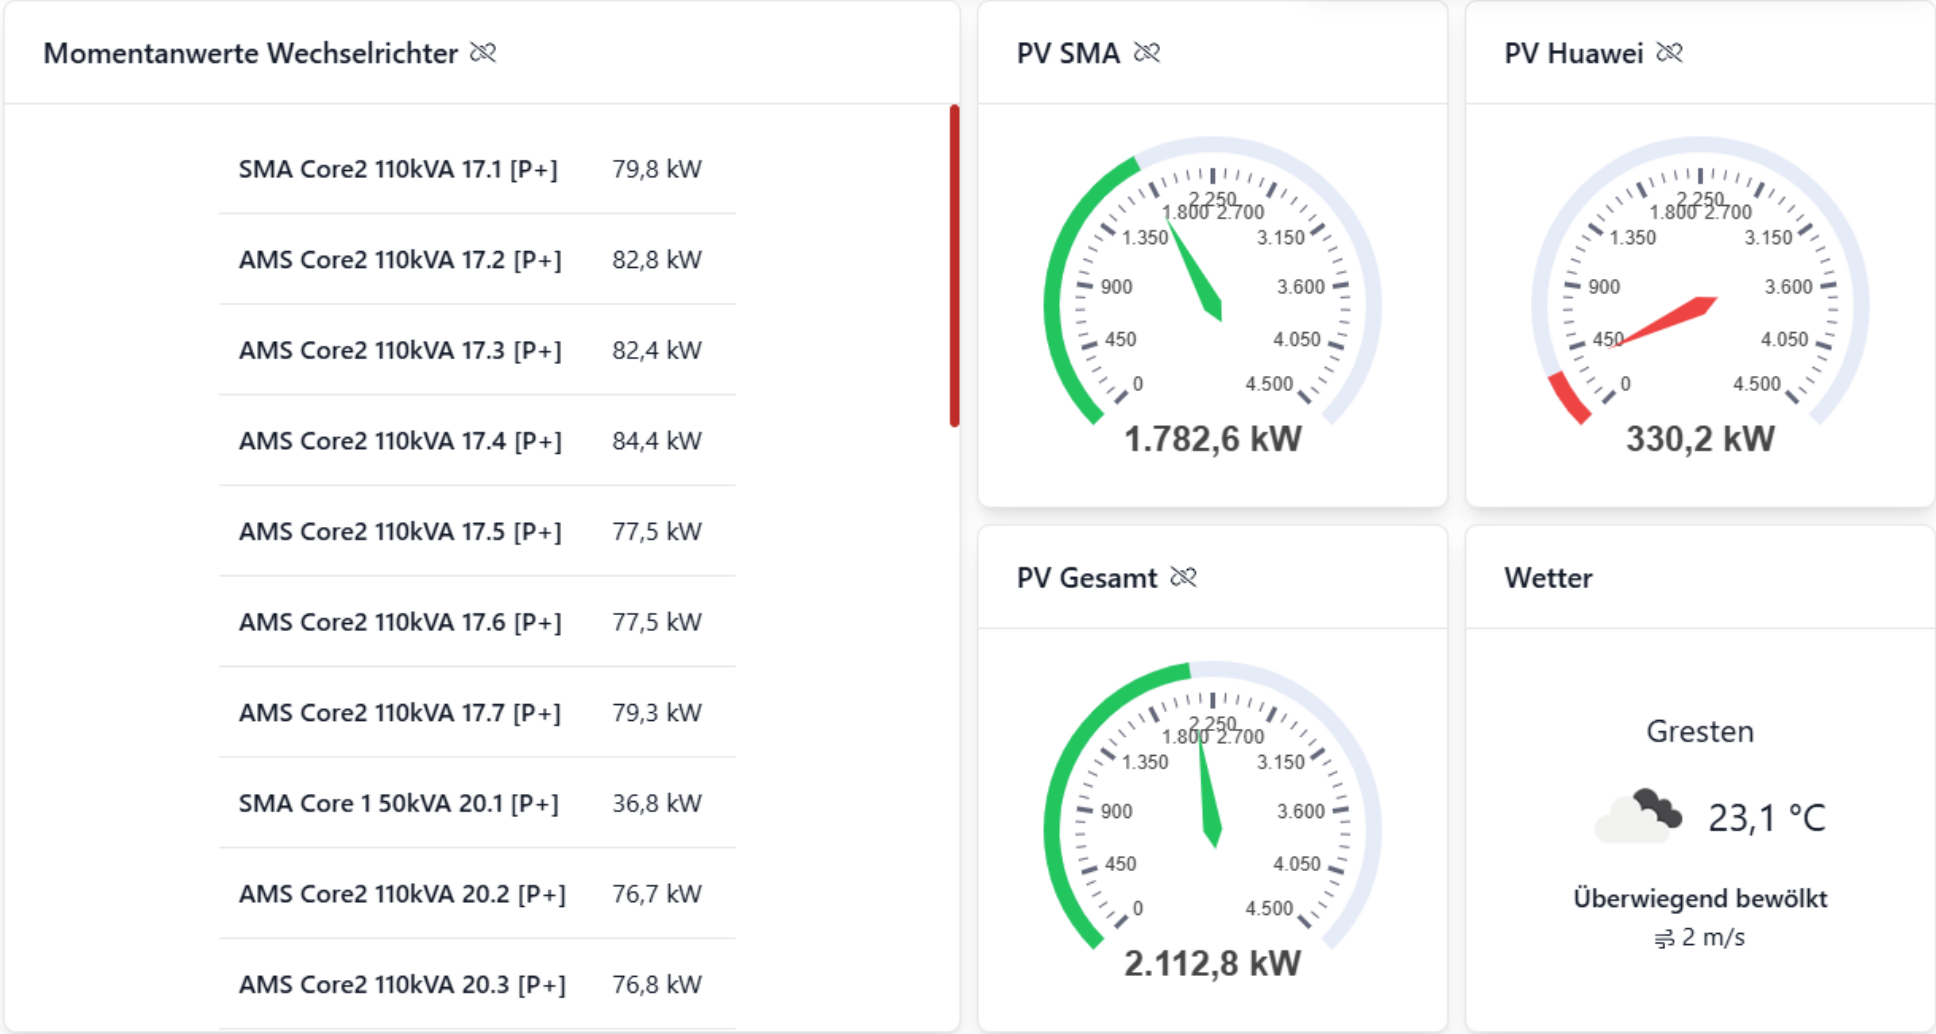 Momentanwerte Wechselrichter
SMA Core2 110kVA 17.1 [P+] 79,8 kW
AMS Core2 110kVA 17.2 [P+] 82,8 kW
AMS Core2 110kVA 17.3 [P+] 82,4 kW
AMS Core2 110kVA 17.4 [P+] 84,4 kW
AMS Core2 110kVA 17.5 [P+] 77,5 kW
AMS Core2 110kVA 17.6 [P+] 77,5 kW
AMS Core2 110kVA 17.7 [P+] 79,3 kW
SMA Core 1 50kVA 20.1 [P+] 36,8 kW
AMS Core2 110kVA 20.2 [P+] 76,7 kW
AMS Core2 110kVA 20.3 [P+] 76,8 kW
PV SMA
2.250
1.800 2.700
1.350 3.150
900 3.600
450 4.050
0 4.500
1.782,6 kW
PV Huawei
2.250
1.800 2.700
1.350 3.150
900 3.600
450 4.050
0 4.500
330,2 kW
PV Gesamt
2.250
1.800 2.700
1.350 3.150
900 3.600
450 4.050
0 4.500
2.112,8 kW
Wetter
Gresten
23,1 °C
Überwiegend bewölkt
2 m/s